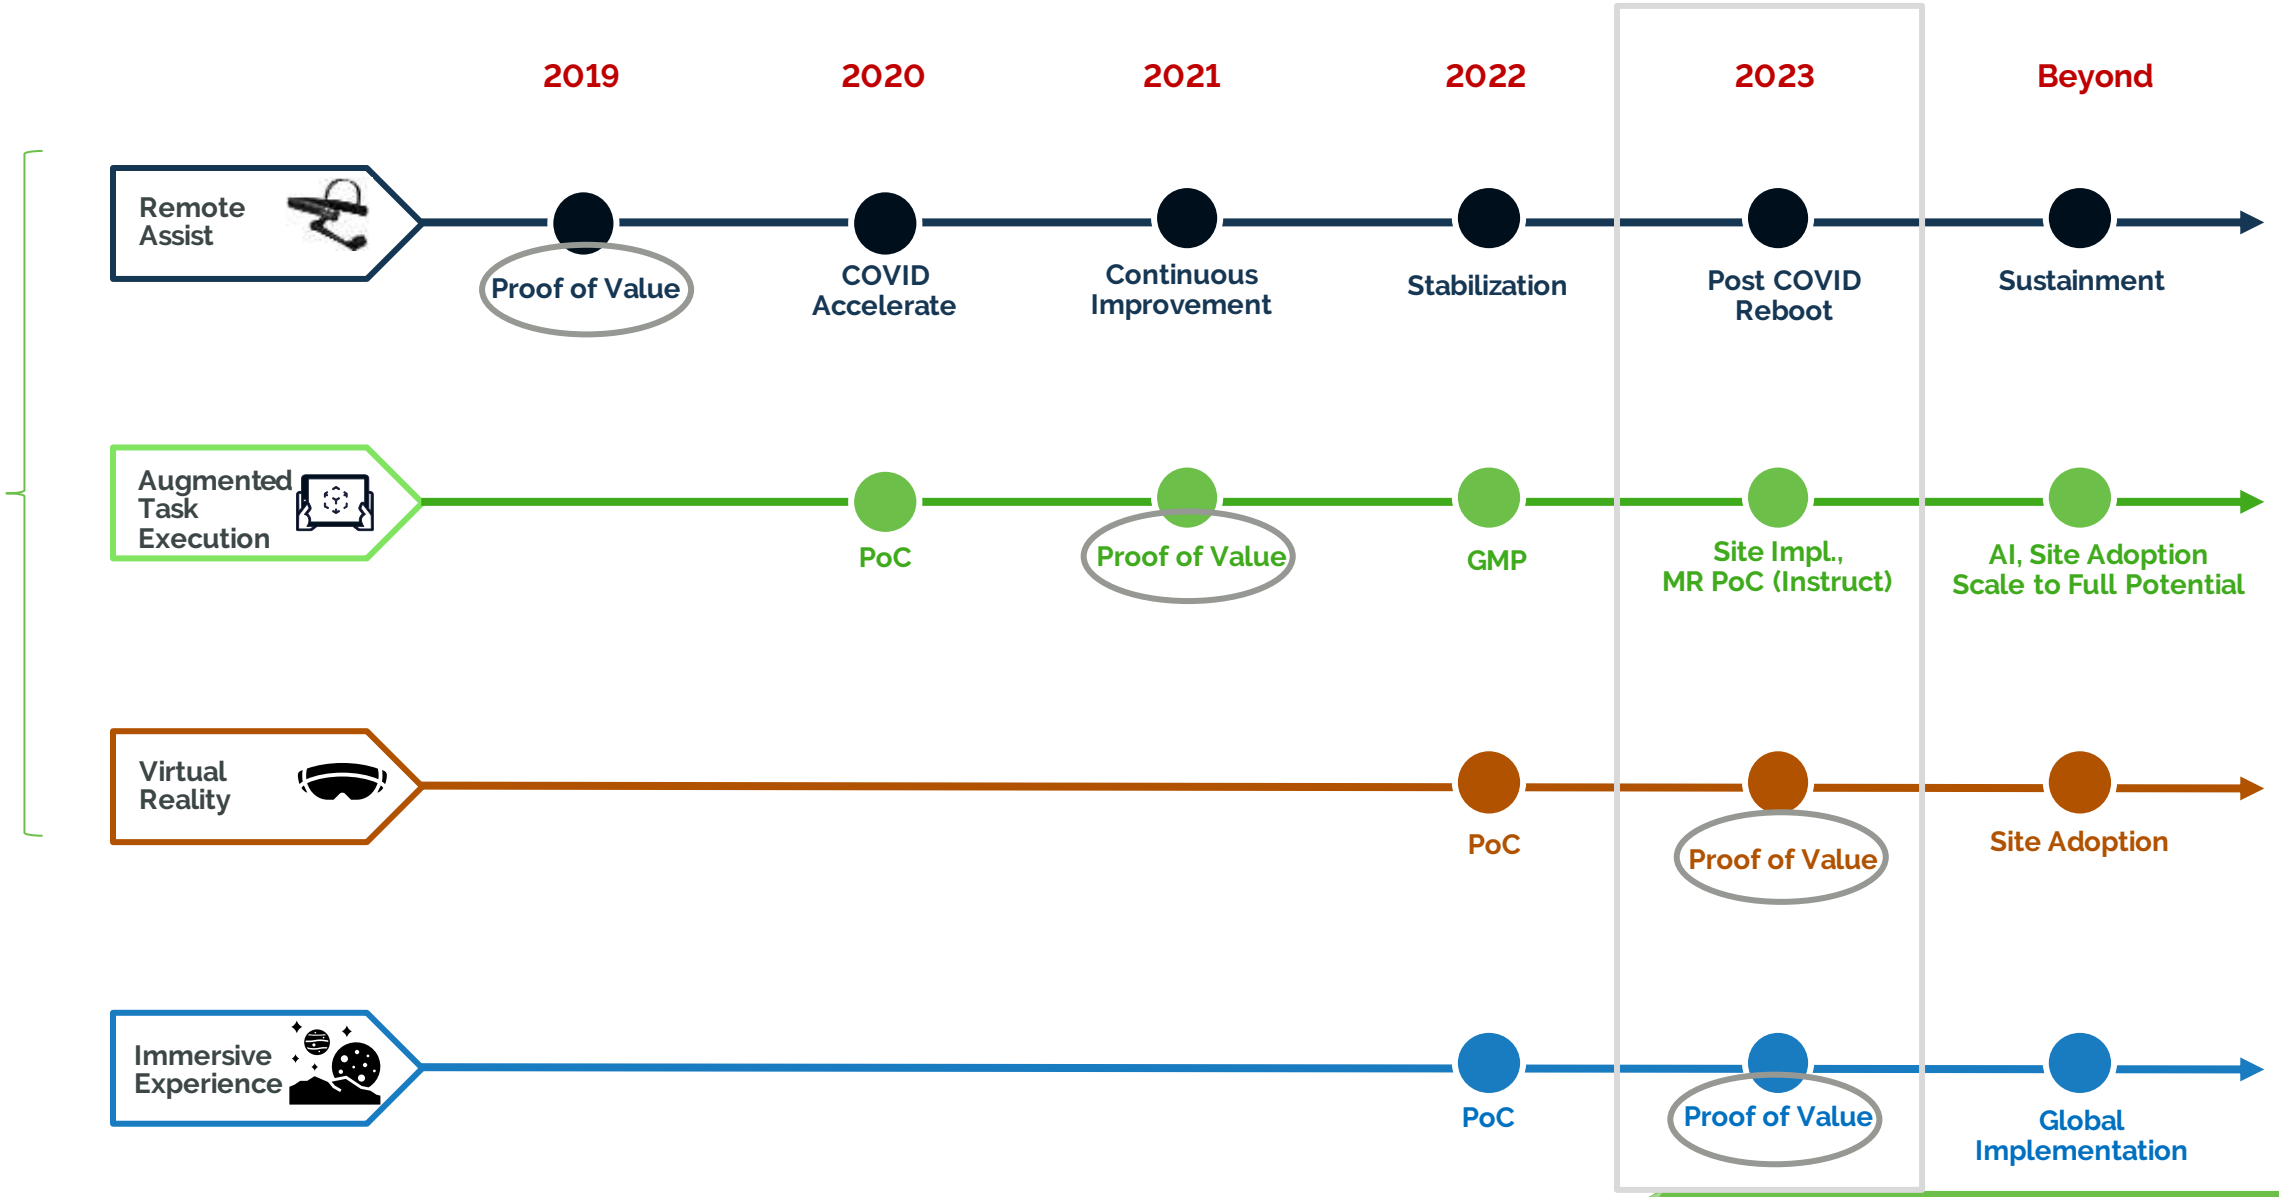 2019 2020 2021 2022 2023 Beyond
Remote
Assist
Proof of Value
COVID
Accelerate
Continuous
Improvement
Stabilization
Post COVID
Reboot
Sustainment
Augmented
Task
Execution
PoC
Proof of Value
GMP
Site Impl.,
MR PoC (Instruct)
AI, Site Adoption
Scale to Full Potential
Virtual
Reality
PoC
Proof of Value
Site Adoption
Immersive
Experience
PoC
Proof of Value
Global
Implementation